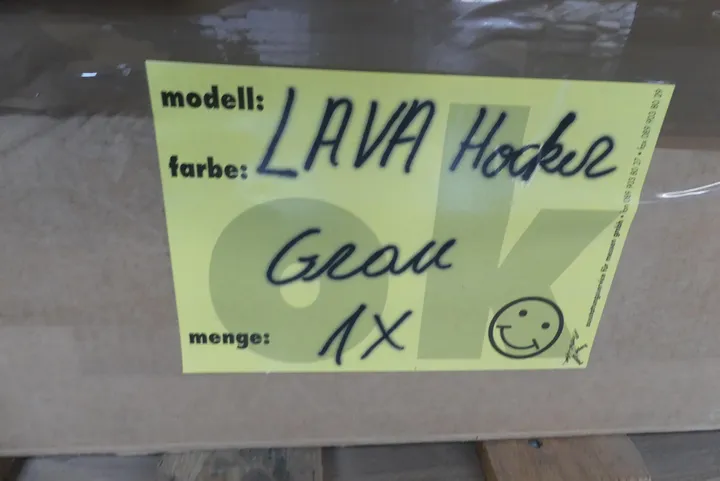 modell: LAVA Hocker
farbe: Grau
menge: 1X
ok